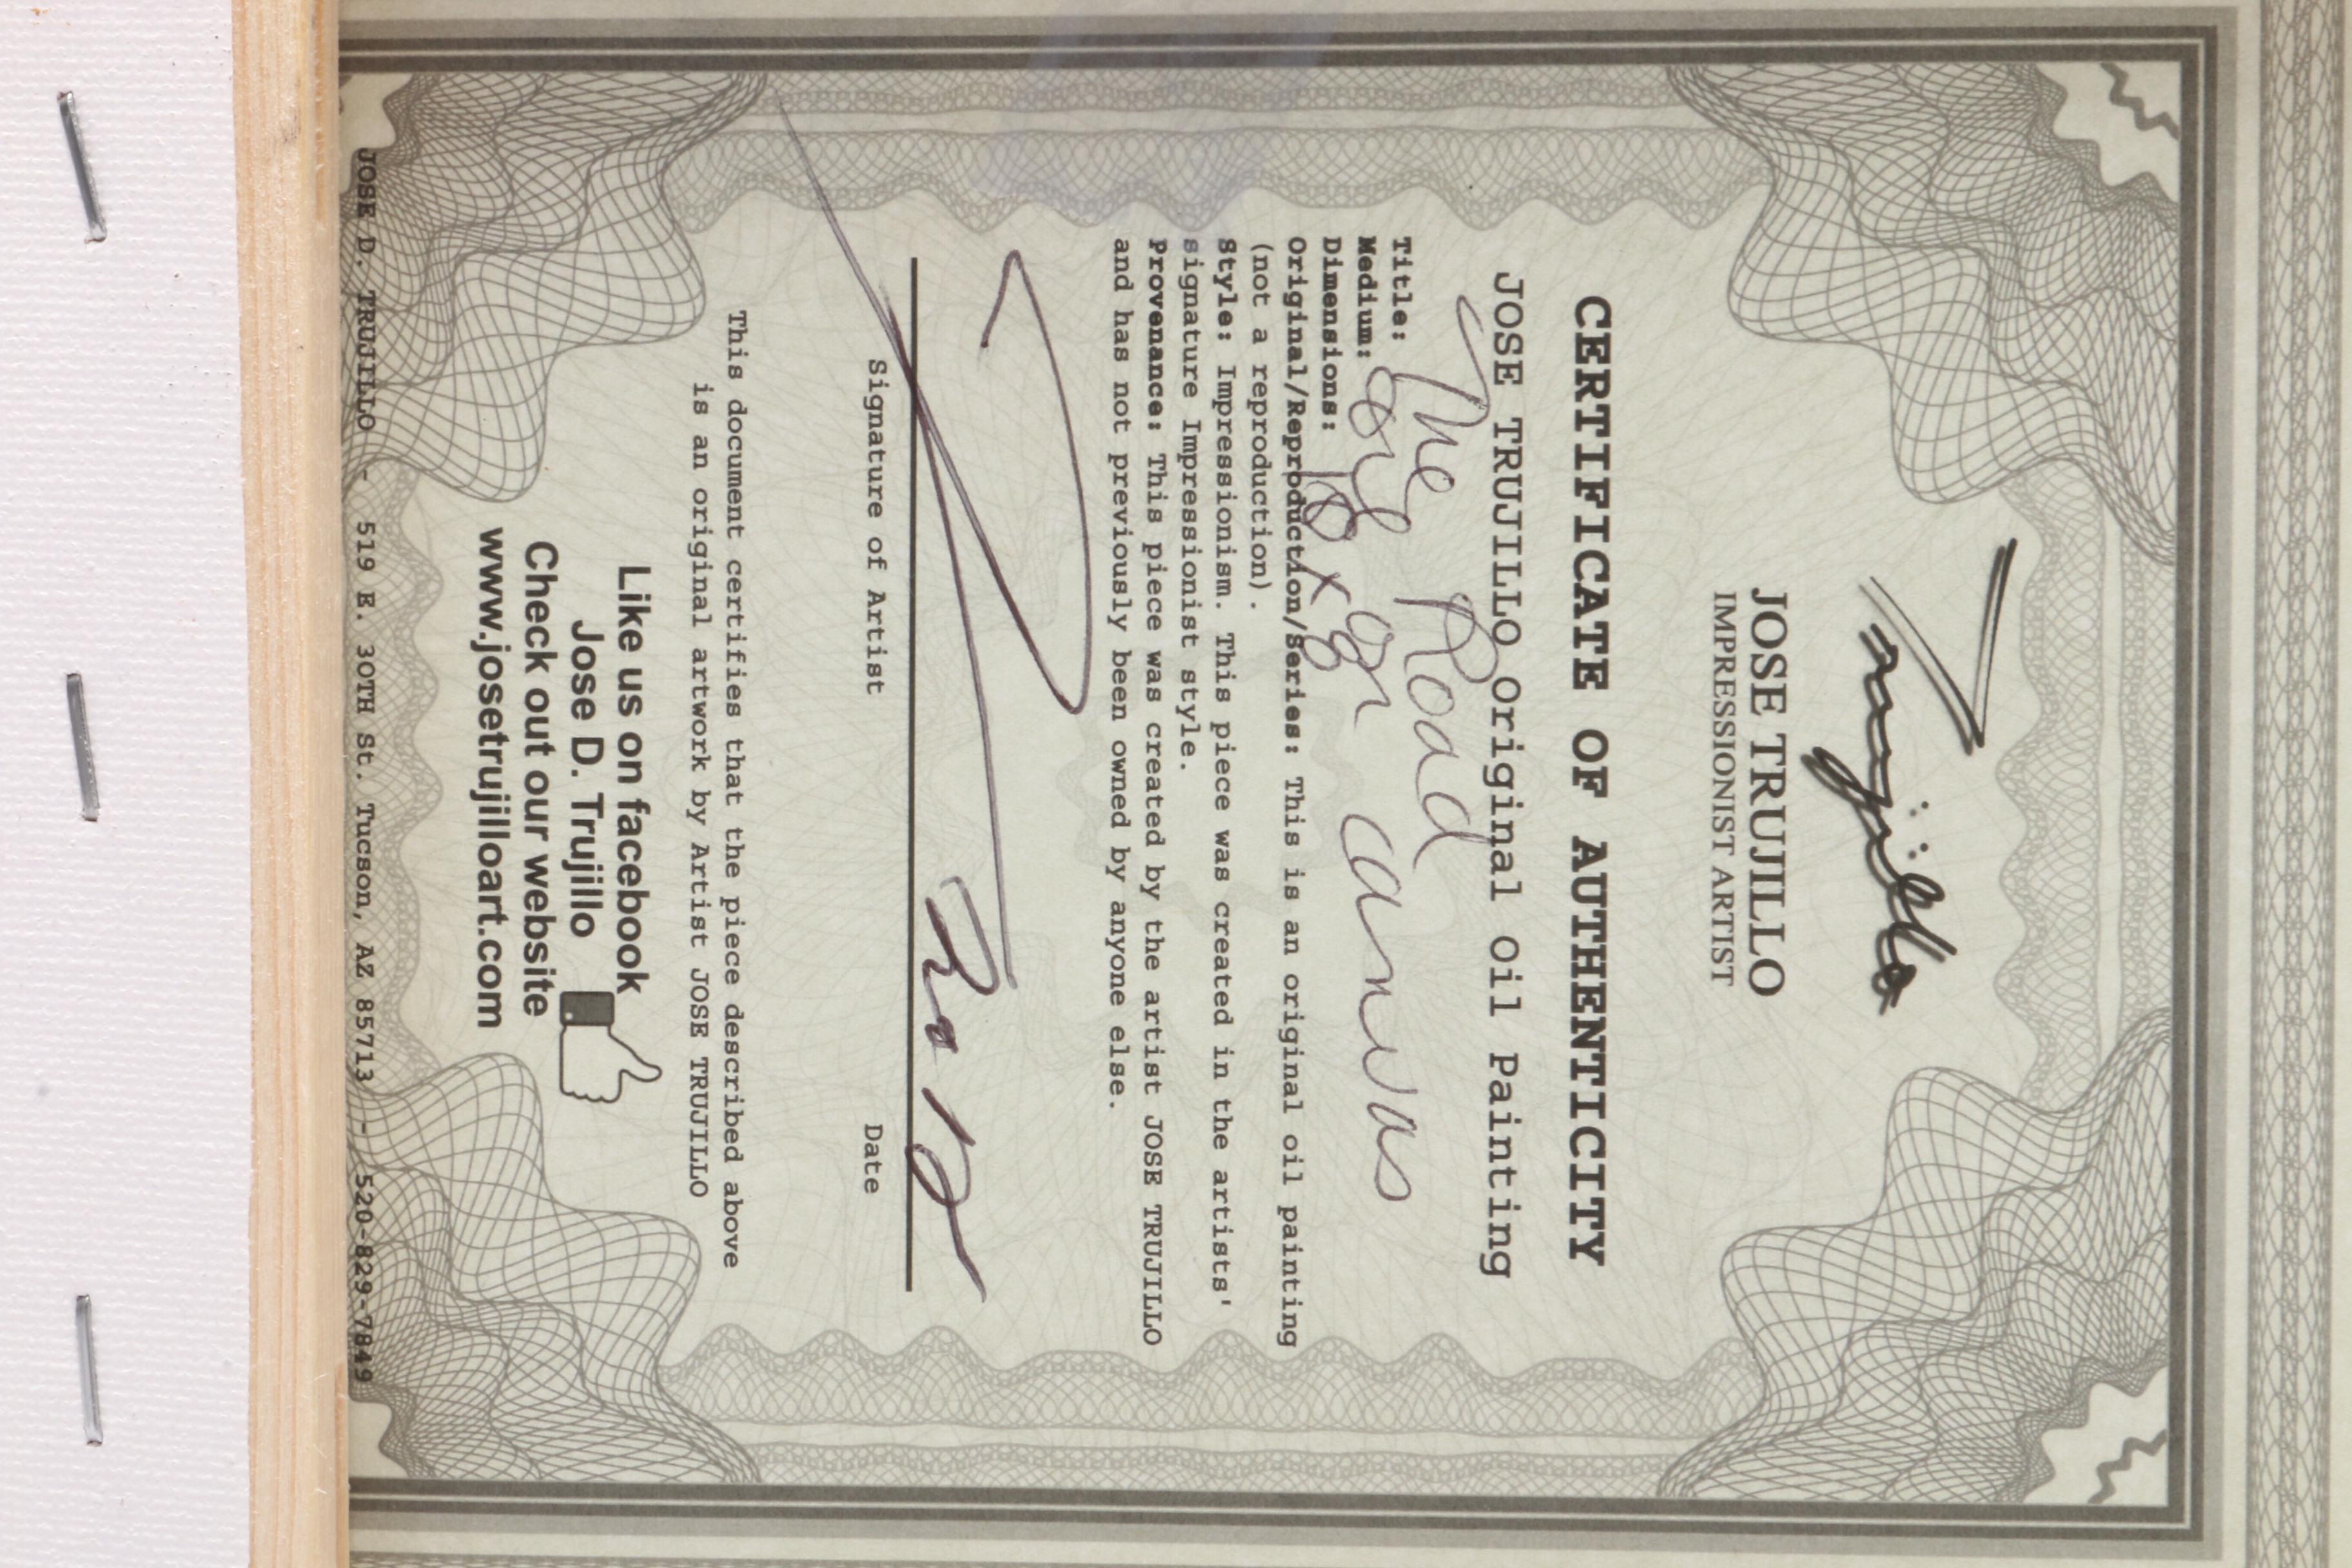 Trujillo
JOSE TRUJILLO
IMPRESSIONIST ARTIST
CERTIFICATE OF AUTHENTICITY
JOSE TRUJILLO Original Oil Painting
Title: The Road
Medium: on canvas
Dimensions: x 8
Original/Reproduction/Series: This is an original oil painting
(not a reproduction).
Style: Impressionism. This piece was created in the artists'
signature Impressionist style.
Provenance: This piece was created by the artist JOSE TRUJILLO
and has not previously been owned by anyone else.
Signature of Artist Date
This document certifies that the piece described above
is an original artwork by Artist JOSE TRUJILLO
Like us on facebook
Jose D. Trujillo
Check out our website
www.josetrujilloart.com
JOSE D. TRUJILLO - 519 E. 30TH St. Tucson, AZ 85713 - 520-829-7849